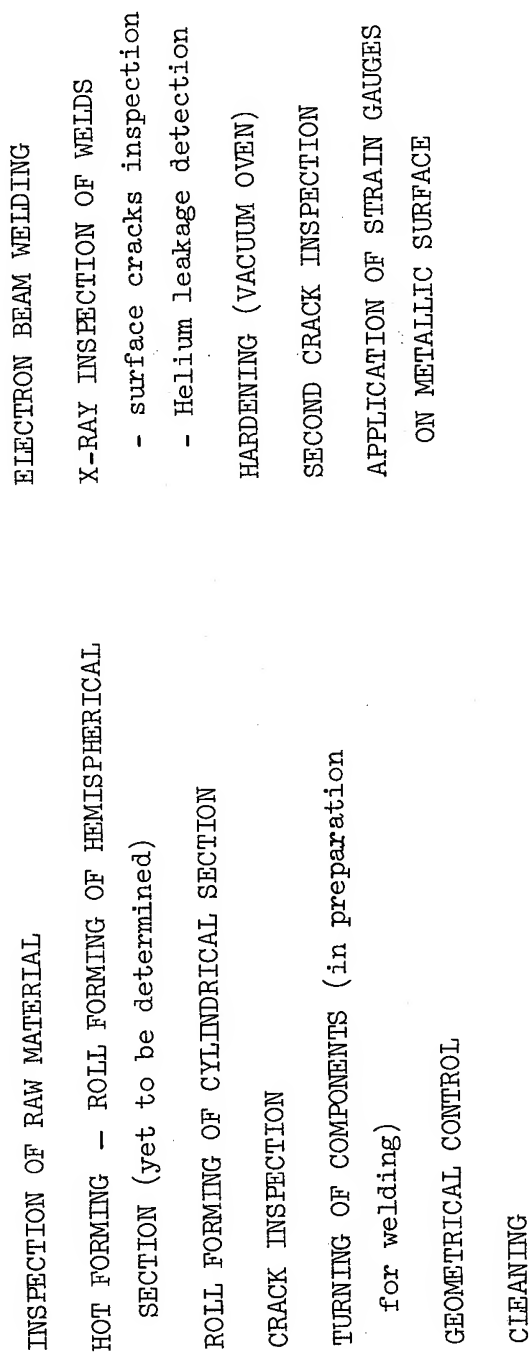 INSPECTION OF RAW MATERIAL
HOT FORMING – ROLL FORMING OF HEMISPHERICAL
SECTION (yet to be determined)
ROLL FORMING OF CYLINDRICAL SECTION
CRACK INSPECTION
TURNING OF COMPONENTS (in preparation
for welding)
GEOMETRICAL CONTROL
CLEANING
ELECTRON BEAM WELDING
X-RAY INSPECTION OF WELDS
- surface cracks inspection
- Helium leakage detection
HARDENING (VACUUM OVEN)
SECOND CRACK INSPECTION
APPLICATION OF STRAIN GAUGES
ON METALLIC SURFACE